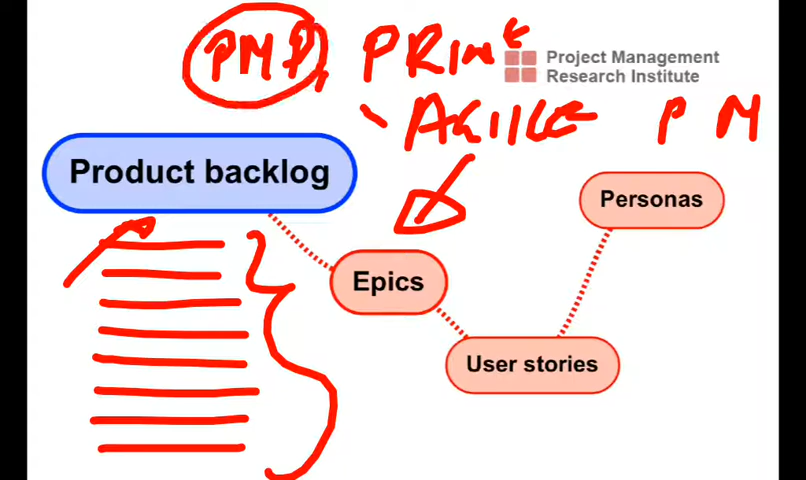 PMP, PRINCE
Project Management
Research Institute
AGILE PM
Product backlog
Personas
Epics
User stories